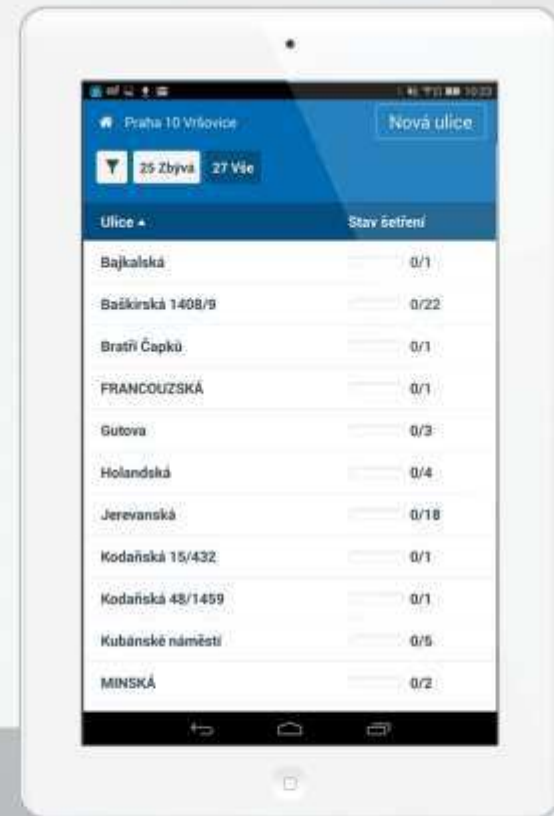 10:23
Praha 10 Vršovice
Nová ulice
25 Zbývá 27 Vše
Ulice Stav šetření
Bajkalská 0/1
Baškirská 1408/9 0/22
Bratří Čapků 0/1
FRANCOUZSKÁ 0/1
Gutova 0/3
Holandská 0/4
Jerevanská 0/18
Kodaňská 15/432 0/1
Kodaňská 48/1459 0/1
Kubánské náměstí 0/5
MINSKÁ 0/2